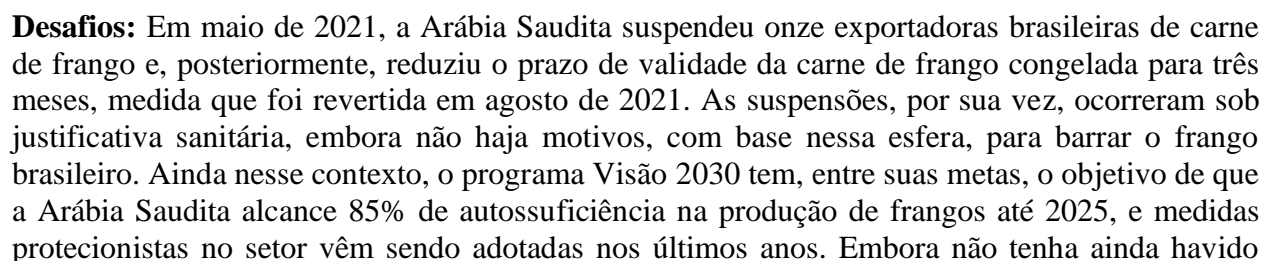 Desafios: Em maio de 2021, a Arábia Saudita suspendeu onze exportadoras brasileiras de carne
de frango e, posteriormente, reduziu o prazo de validade da carne de frango congelada para três
meses, medida que foi revertida em agosto de 2021. As suspensões, por sua vez, ocorreram sob
justificativa sanitária, embora não haja motivos, com base nessa esfera, para barrar o frango
brasileiro. Ainda nesse contexto, o programa Visão 2030 tem, entre suas metas, o objetivo de que
a Arábia Saudita alcance 85% de autossuficiência na produção de frangos até 2025, e medidas
protecionistas no setor vêm sendo adotadas nos últimos anos. Embora não tenha ainda havido